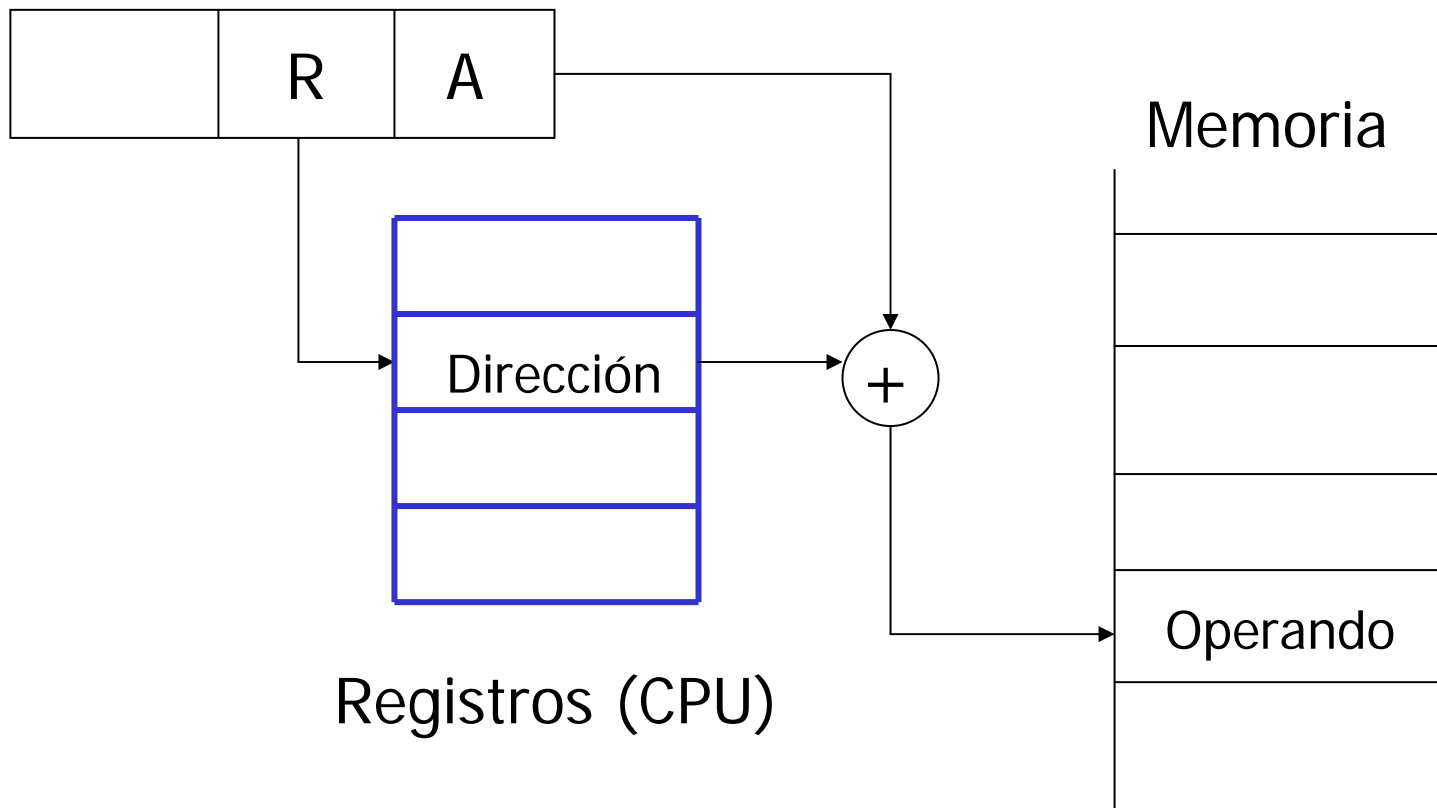 R A
Memoria
Dirección
+
Operando
Registros (CPU)